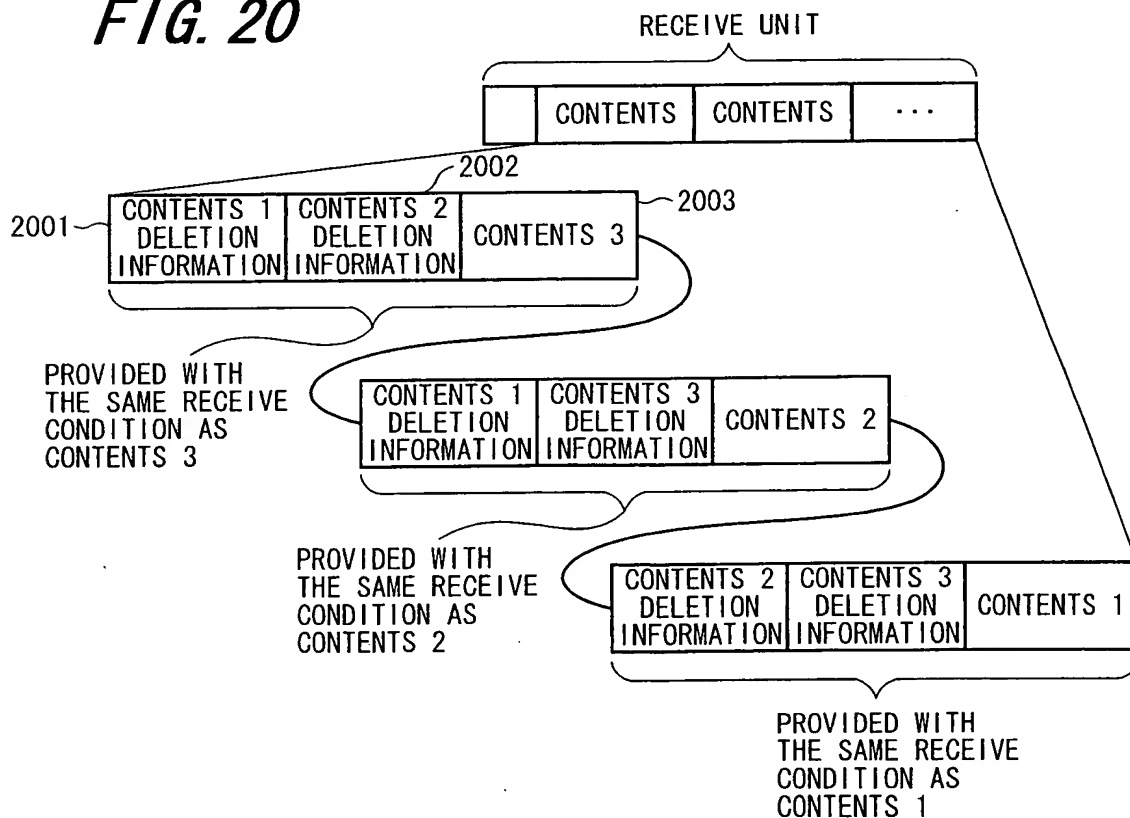 FIG. 20
RECEIVE UNIT
CONTENTS
CONTENTS
...
2001
2002
2003
CONTENTS 1
DELETION
INFORMATION
CONTENTS 2
DELETION
INFORMATION
CONTENTS 3
PROVIDED WITH
THE SAME RECEIVE
CONDITION AS
CONTENTS 3
CONTENTS 1
DELETION
INFORMATION
CONTENTS 3
DELETION
INFORMATION
CONTENTS 2
PROVIDED WITH
THE SAME RECEIVE
CONDITION AS
CONTENTS 2
CONTENTS 2
DELETION
INFORMATION
CONTENTS 3
DELETION
INFORMATION
CONTENTS 1
PROVIDED WITH
THE SAME RECEIVE
CONDITION AS
CONTENTS 1